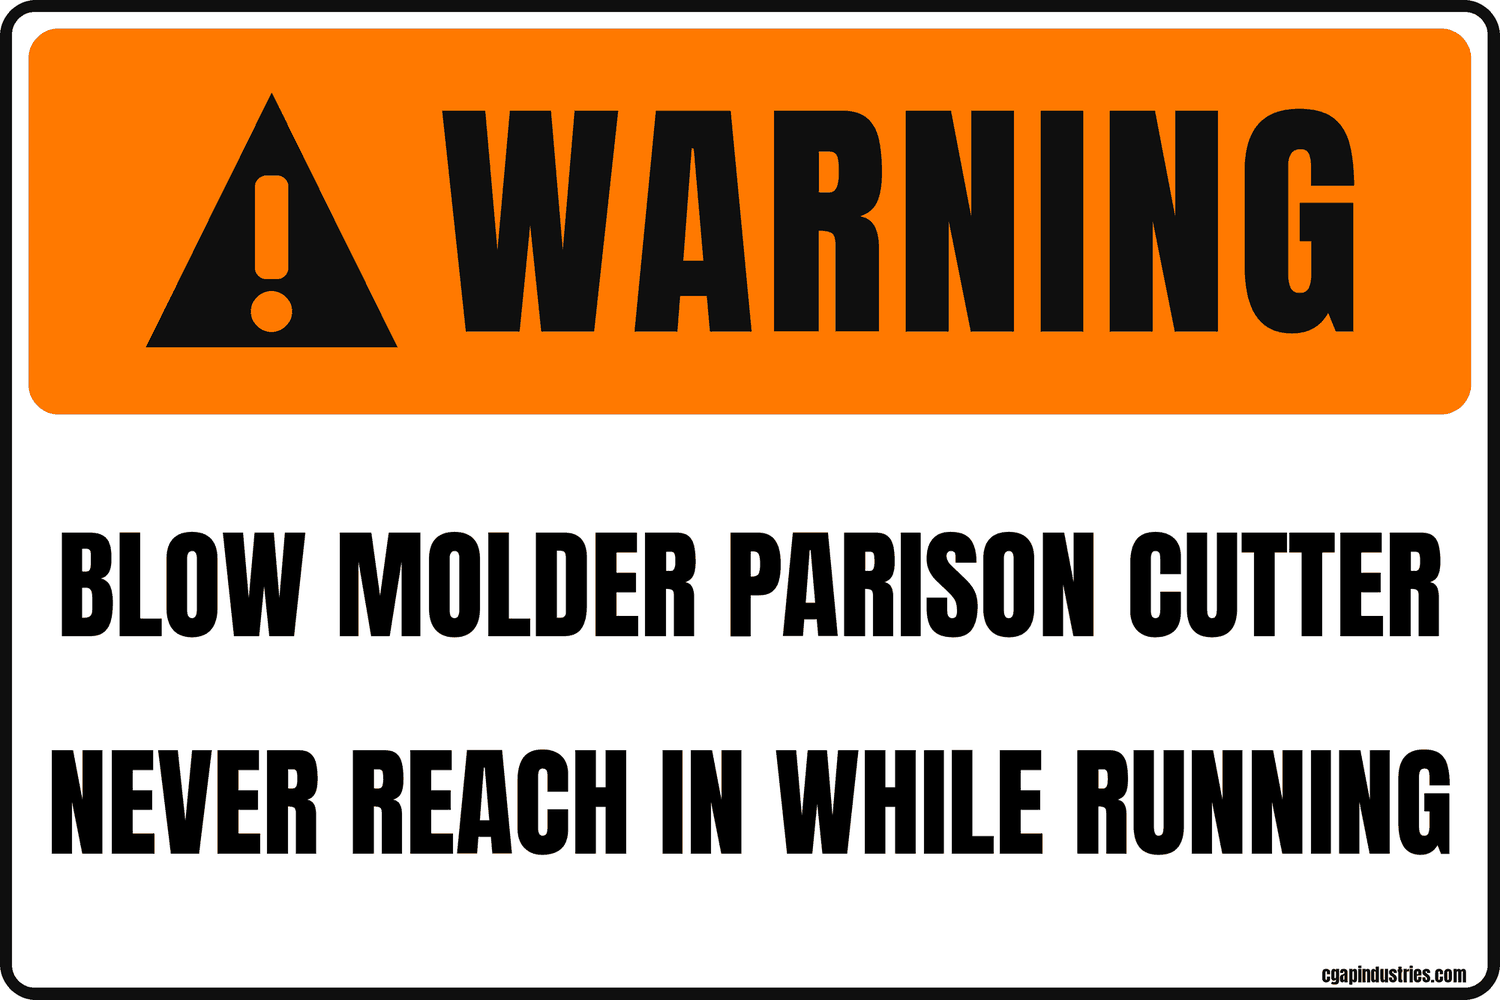 WARNING
BLOW MOLDER PARISON CUTTER
NEVER REACH IN WHILE RUNNING
cgapindustries.com